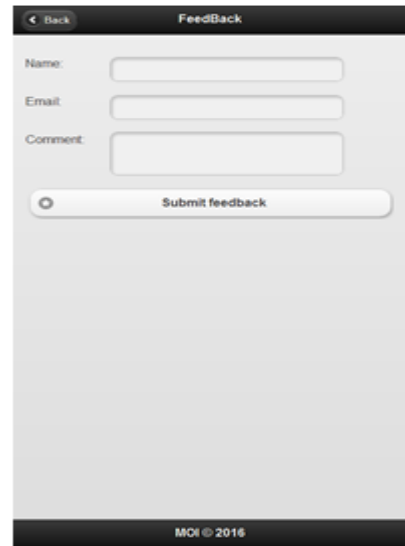 Back
FeedBack
Name:
Email:
Comment:
Submit feedback
MOI © 2016